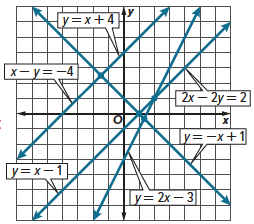 y = x + 4
y
x − y = −4
O
x
2x − 2y = 2
y = −x + 1
y = x − 1
y = 2x − 3